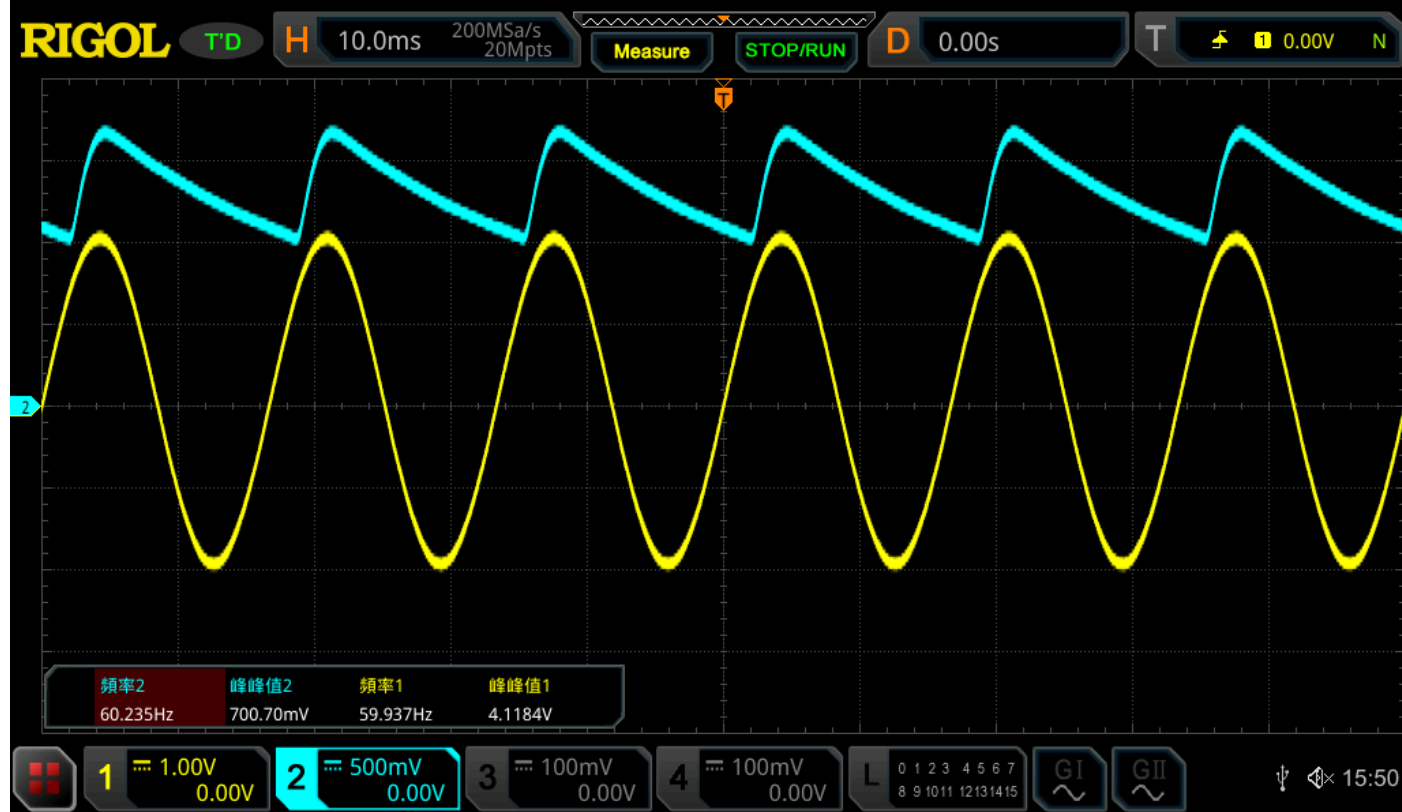 RIGOL T'D H 10.0ms 200MSa/s 20Mpts Measure STOP/RUN D 0.00s T 1 0.00V N
T
2
頻率2 峰峰值2 頻率1 峰峰值1
60.235Hz 700.70mV 59.937Hz 4.1184V
1 1.00V 0.00V 2 500mV 0.00V 3 100mV 0.00V 4 100mV 0.00V L 0 1 2 3 4 5 6 7 8 9 10 11 12 13 14 15 GI GII 15:50